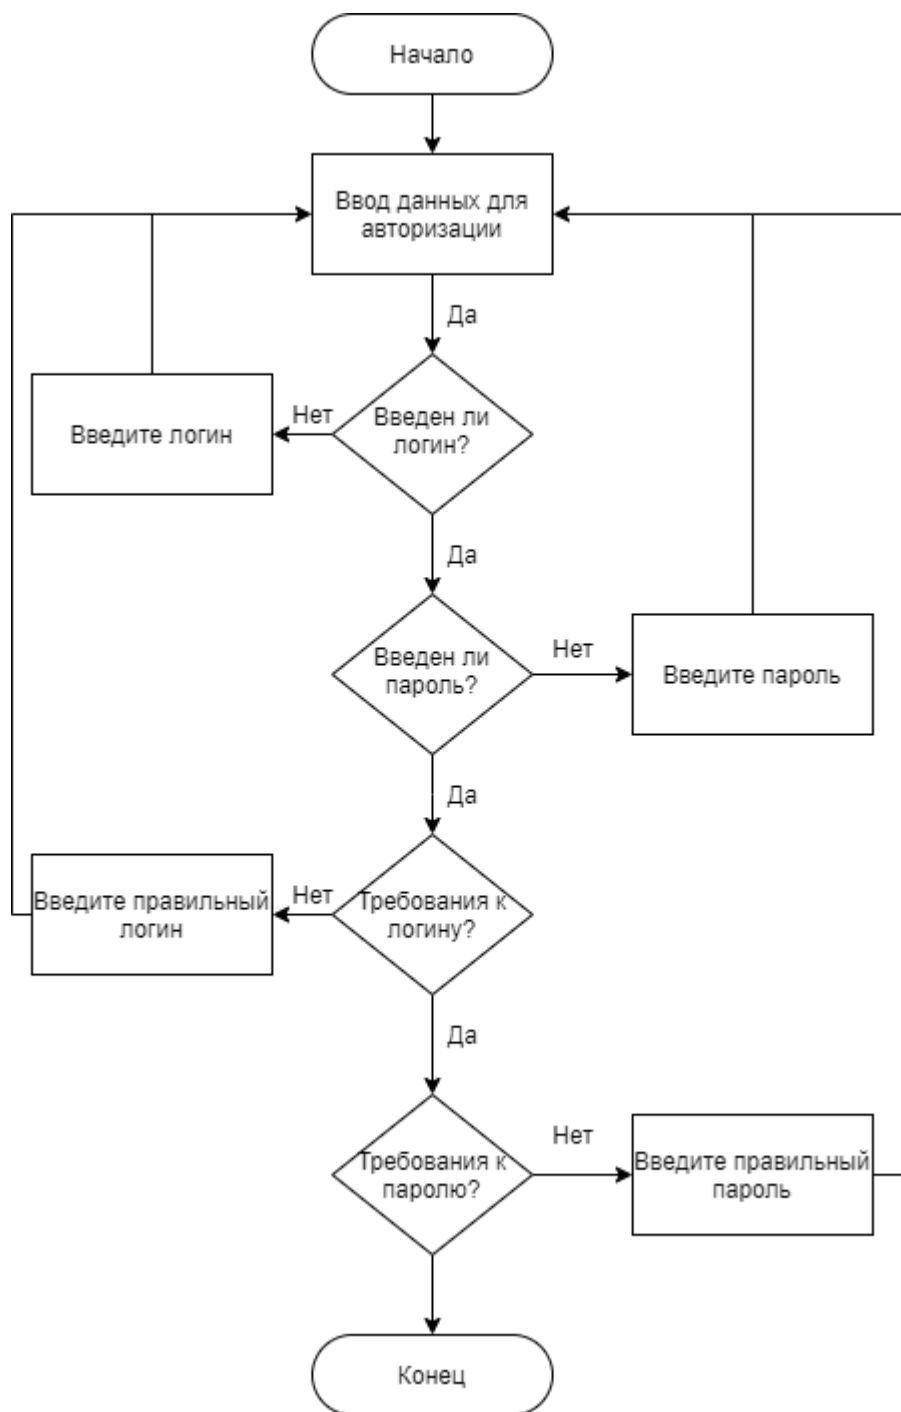 Начало
Ввод данных для
авторизации
Да
Введите логин
Нет
Введен ли
логин?
Да
Введен ли
пароль?
Нет
Введите пароль
Да
Введите правильный
логин
Нет
Требования к
логину?
Да
Требования к
паролю?
Нет
Введите правильный
пароль
Конец